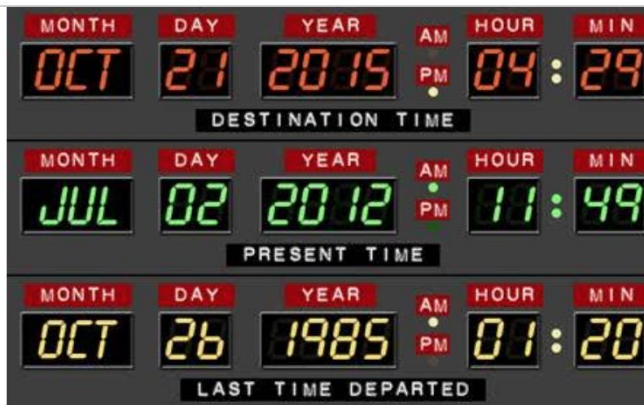 MONTH DAY YEAR AM HOUR MIN
OCT 21 2015 PM 04:29
DESTINATION TIME
MONTH DAY YEAR AM HOUR MIN
JUL 02 2012 PM 11:49
PRESENT TIME
MONTH DAY YEAR AM HOUR MIN
OCT 26 1985 PM 01:20
LAST TIME DEPARTED